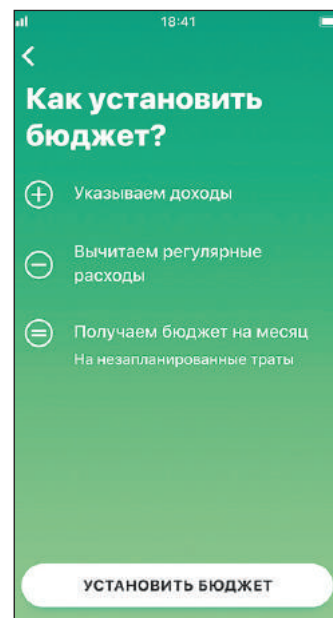 18:41
Как установить
бюджет?
Указываем доходы
Вычитаем регулярные
расходы
Получаем бюджет на месяц
На незапланированные траты
УСТАНОВИТЬ БЮДЖЕТ